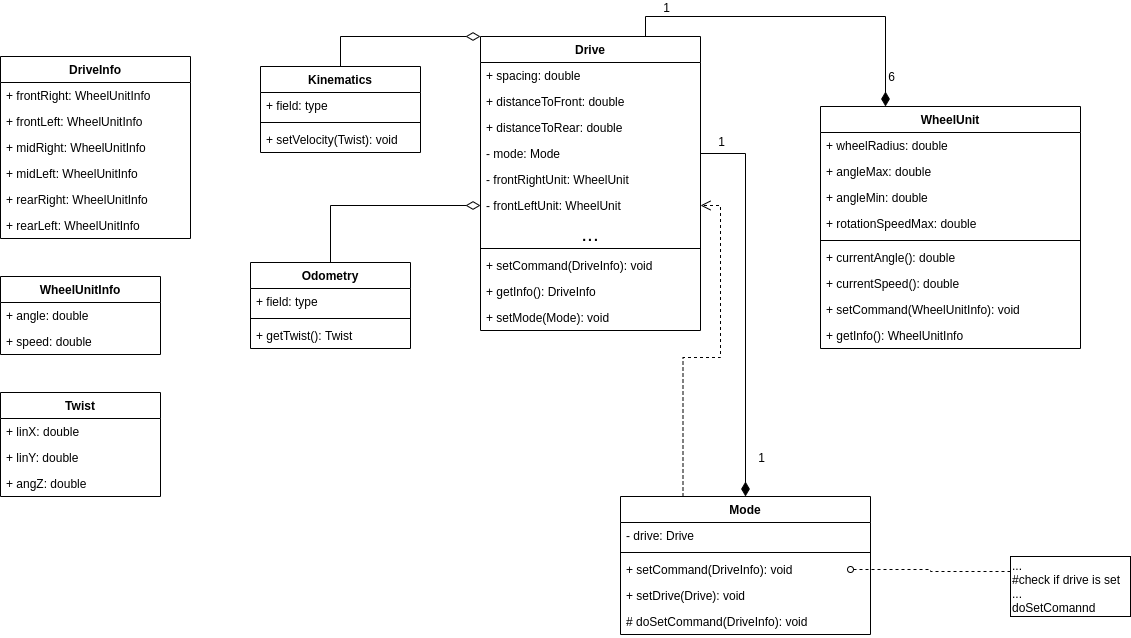 DriveInfo
+ frontRight: WheelUnitInfo
+ frontLeft: WheelUnitInfo
+ midRight: WheelUnitInfo
+ midLeft: WheelUnitInfo
+ rearRight: WheelUnitInfo
+ rearLeft: WheelUnitInfo
WheelUnitInfo
+ angle: double
+ speed: double
Twist
+ linX: double
+ linY: double
+ angZ: double
Kinematics
+ field: type
+ setVelocity(Twist): void
Odometry
+ field: type
+ getTwist(): Twist
Drive
+ spacing: double
+ distanceToFront: double
+ distanceToRear: double
- mode: Mode
- frontRightUnit: WheelUnit
- frontLeftUnit: WheelUnit
...
+ setCommand(DriveInfo): void
+ getInfo(): DriveInfo
+ setMode(Mode): void
1
6
1
1
WheelUnit
+ wheelRadius: double
+ angleMax: double
+ angleMin: double
+ rotationSpeedMax: double
+ currentAngle(): double
+ currentSpeed(): double
+ setCommand(WheelUnitInfo): void
+ getInfo(): WheelUnitInfo
Mode
- drive: Drive
+ setCommand(DriveInfo): void
+ setDrive(Drive): void
# doSetCommand(DriveInfo): void
...
#check if drive is set
...
doSetComannd